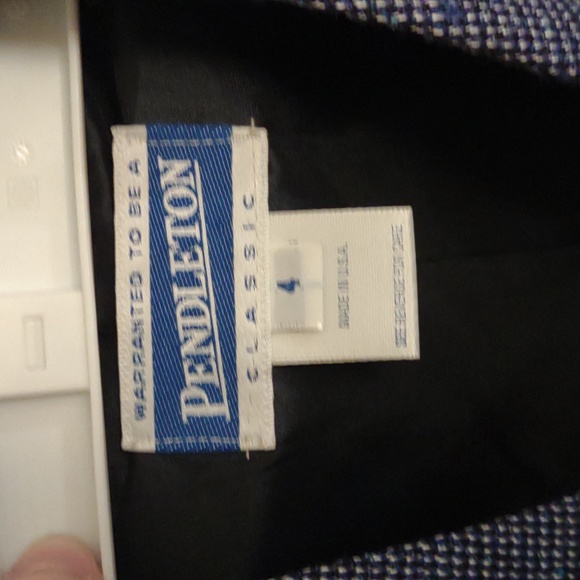 WARRANTED TO BE A
PENDLETON
CLASSIC
4
MADE IN U.S.A.
SEE REVERSE FOR CARE